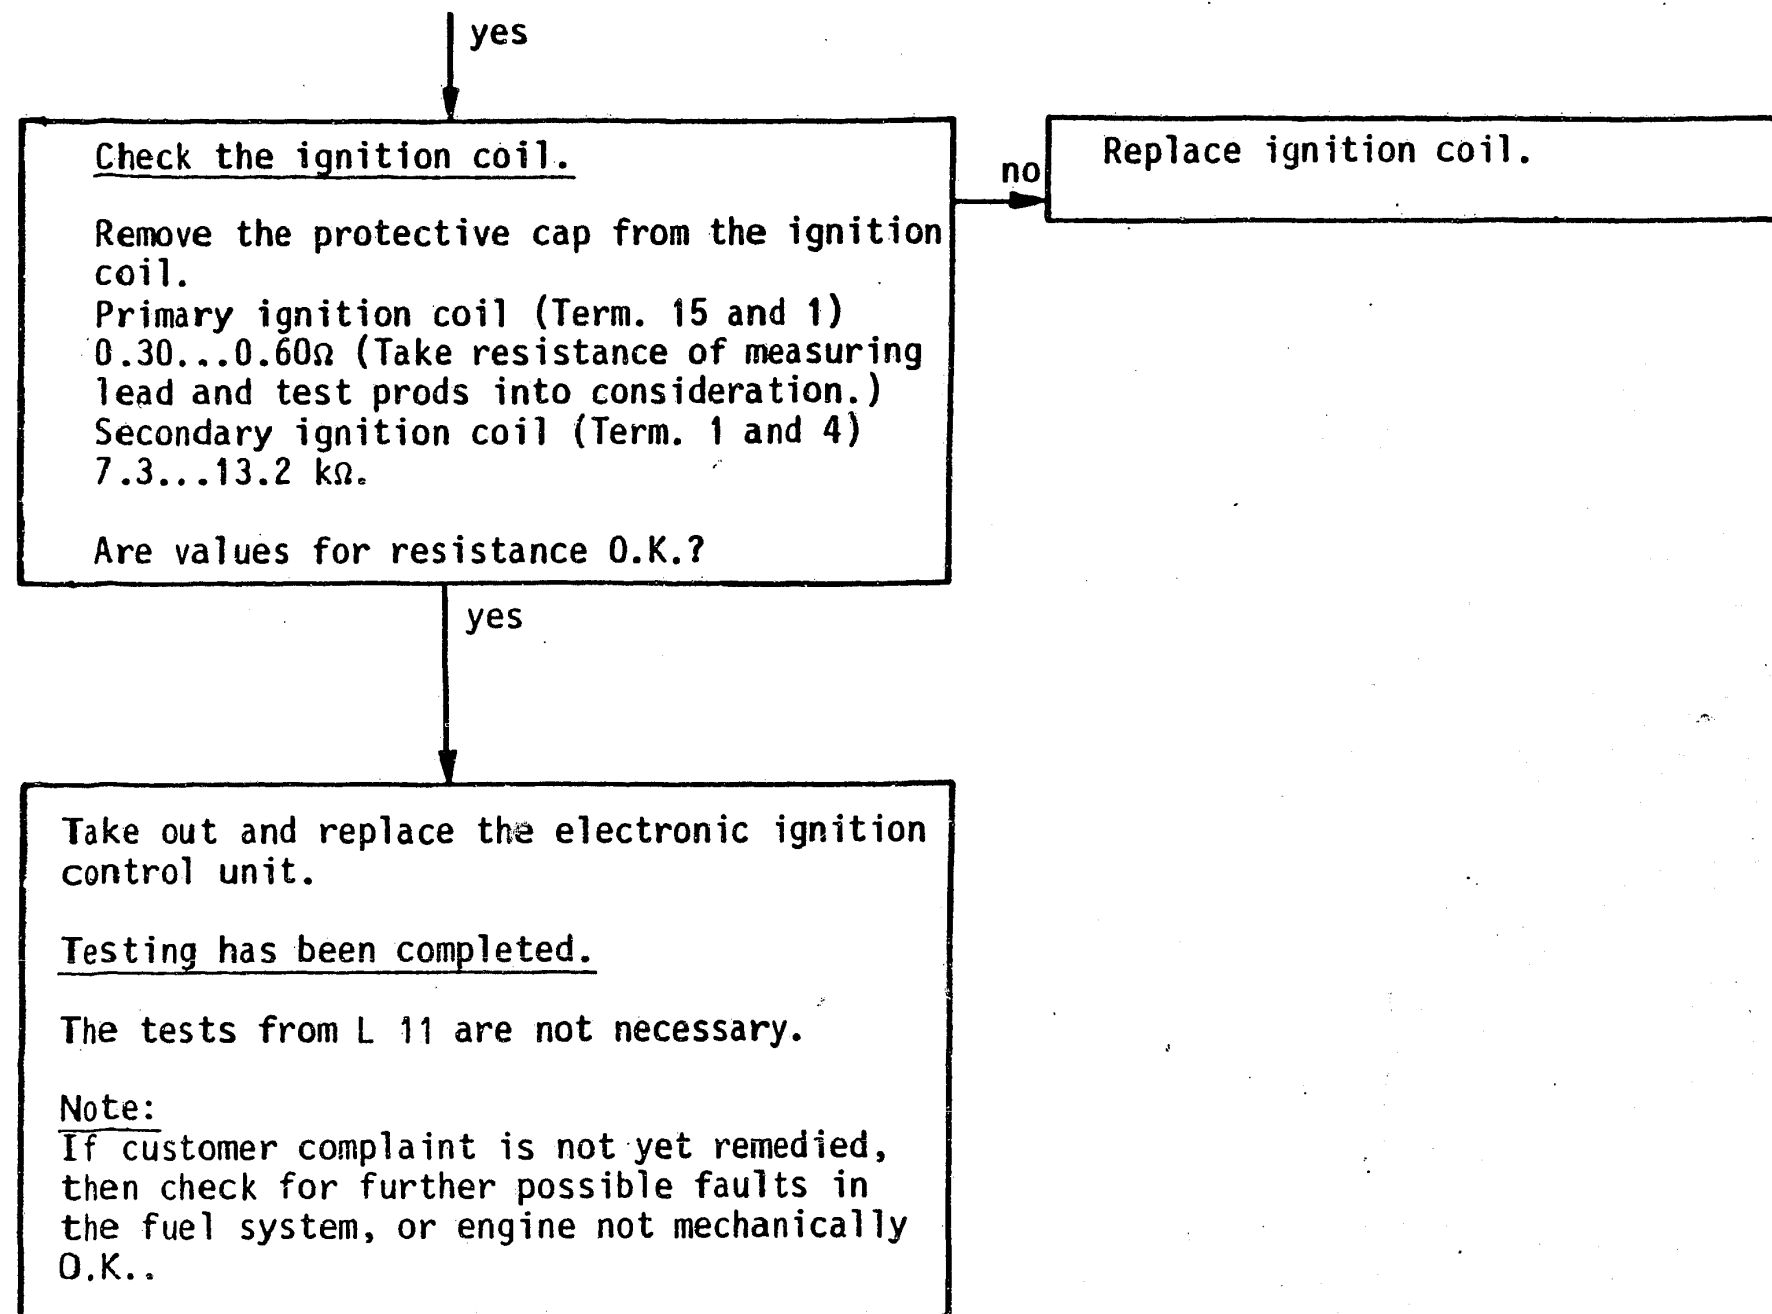 yes
Check the ignition coil.
Remove the protective cap from the ignition
coil.
Primary ignition coil (Term. 15 and 1)
0.30...0.60Ω (Take resistance of measuring
lead and test prods into consideration.)
Secondary ignition coil (Term. 1 and 4)
7.3...13.2 kΩ.
Are values for resistance O.K.?
no
Replace ignition coil.
yes
Take out and replace the electronic ignition
control unit.
Testing has been completed.
The tests from L 11 are not necessary.
Note:
If customer complaint is not yet remedied,
then check for further possible faults in
the fuel system, or engine not mechanically
O.K..